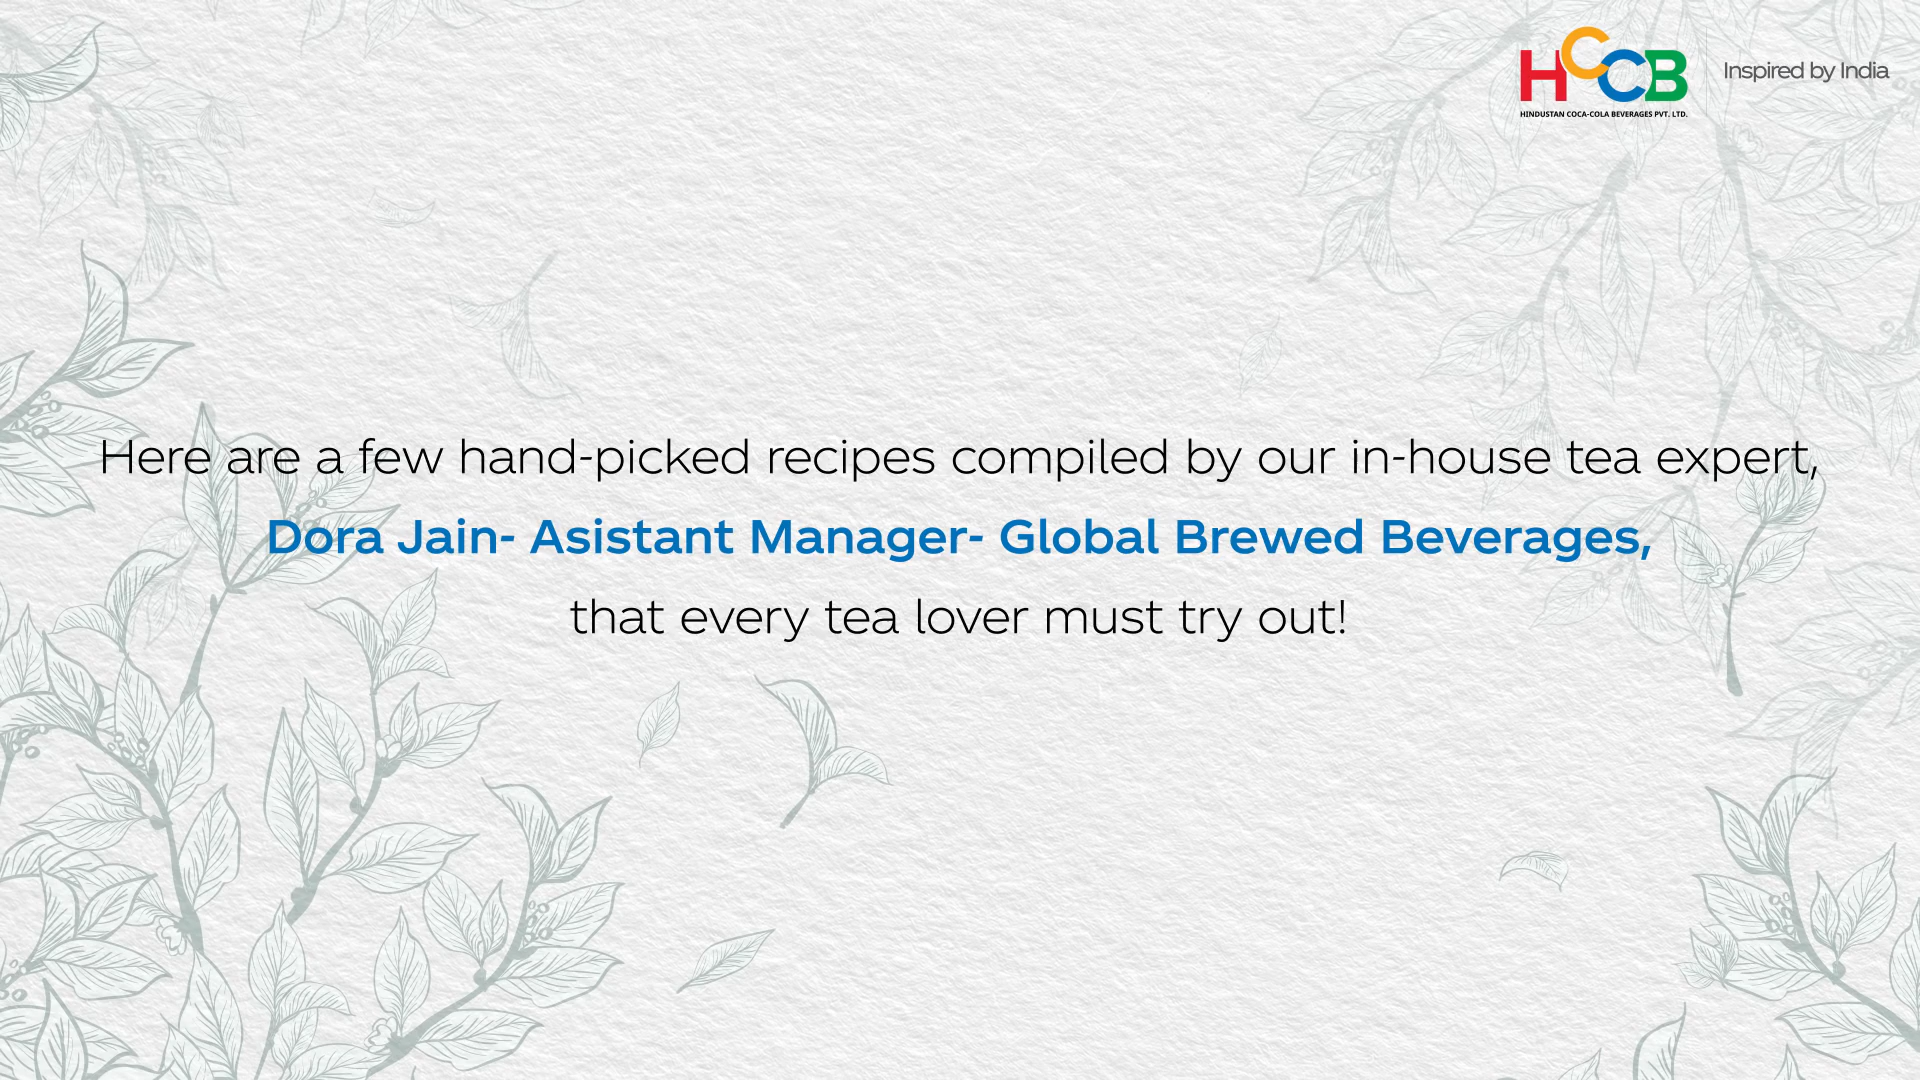 HCCB
HINDUSTAN COCA-COLA BEVERAGES PVT. LTD.
Inspired by India
Here are a few hand-picked recipes compiled by our in-house tea expert,
Dora Jain- Asistant Manager- Global Brewed Beverages,
that every tea lover must try out!